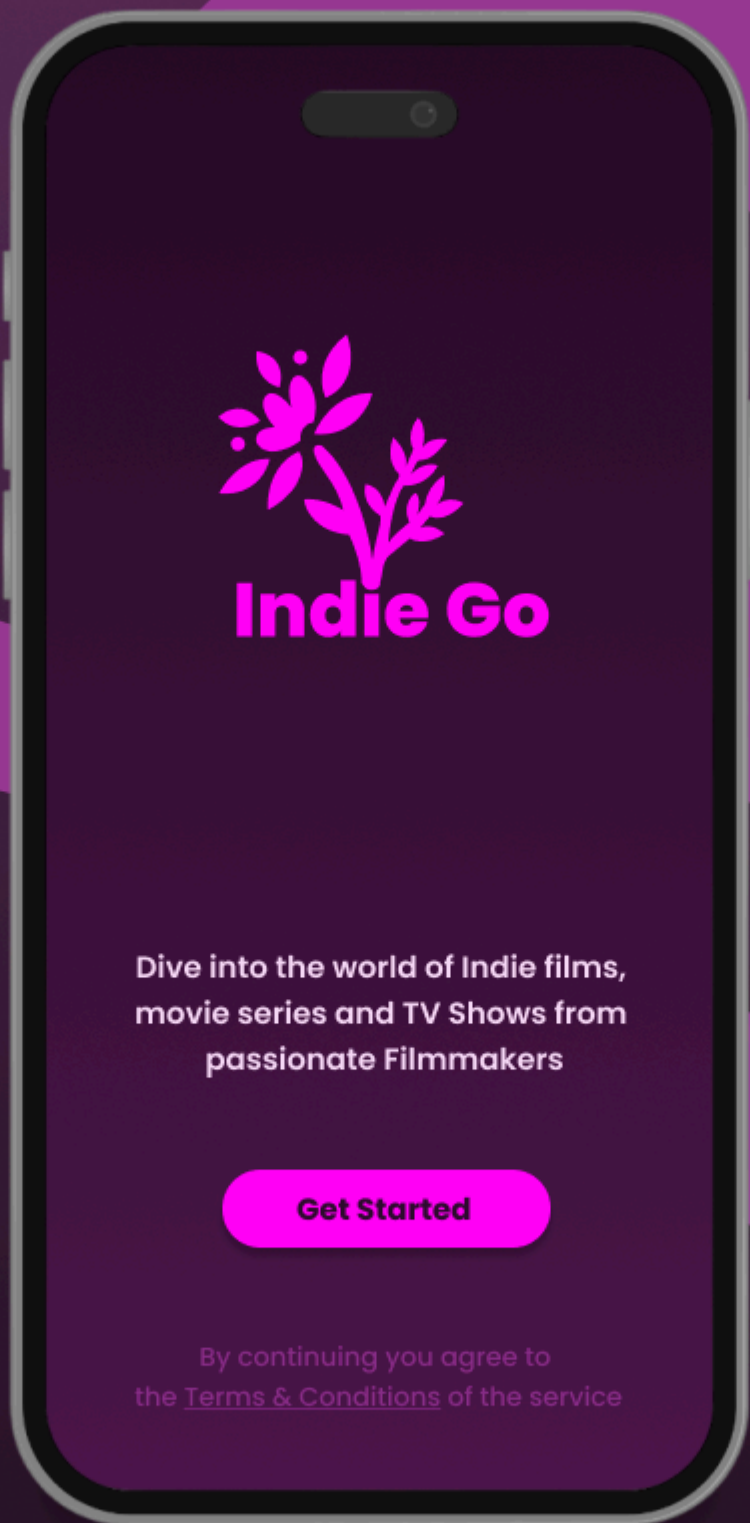 Indie Go
Dive into the world of Indie films,
movie series and TV Shows from
passionate Filmmakers
Get Started
By continuing you agree to
the Terms & Conditions of the service